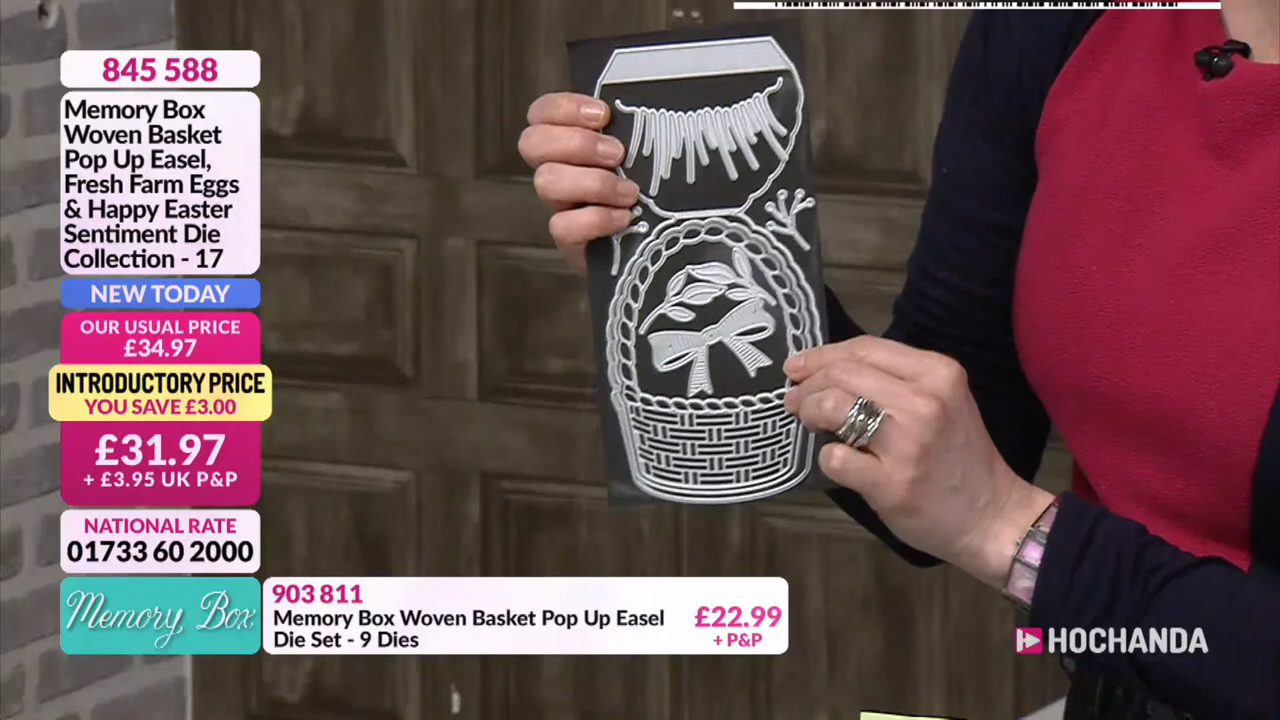 845 588
Memory Box
Woven Basket
Pop Up Easel,
Fresh Farm Eggs
& Happy Easter
Sentiment Die
Collection - 17
NEW TODAY
OUR USUAL PRICE
£34.97
INTRODUCTORY PRICE
YOU SAVE £3.00
£31.97
+ £3.95 UK P&P
NATIONAL RATE
01733 60 2000
Memory Box
903 811
Memory Box Woven Basket Pop Up Easel
Die Set - 9 Dies
£22.99
+ P&P
HOCHANDA